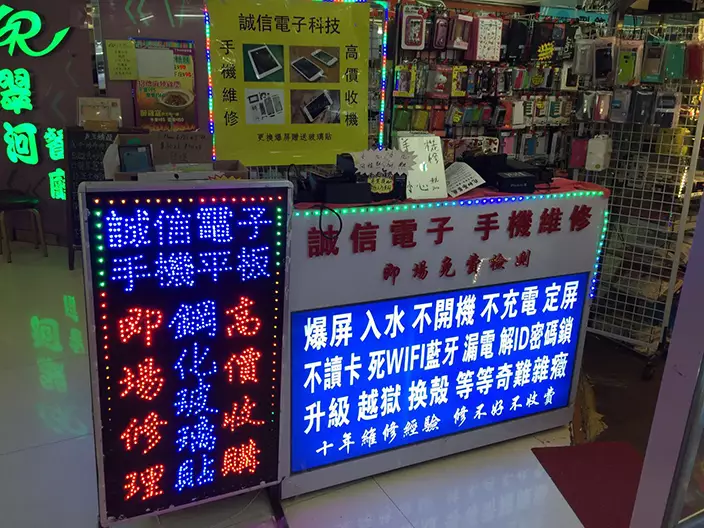 誠信電子科技
手機維修
高價收機
更換爆屏贈送玻璃貼
翠河
誠信電子
手機平板
即場修理
鋼化玻璃貼
高價收購
誠信電子 手機維修
即場免費檢測
爆屏 入水 不開機 不充電 定屏
不讀卡 死WIFI藍牙 漏電 解ID密碼鎖
升級 越獄 換殼 等等奇難雜癥
十年維修經驗 修不好不收費